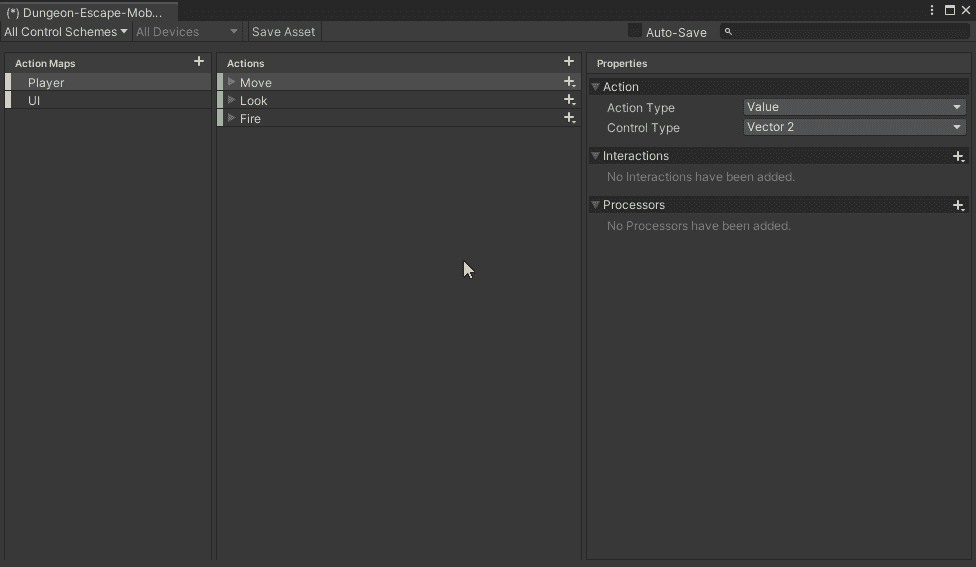 (*) Dungeon-Escape-Mob...
All Control Schemes All Devices Save Asset Auto-Save
Action Maps
Player
UI
Actions
Move
Look
Fire
Properties
Action
Action Type Value
Control Type Vector 2
Interactions
No Interactions have been added.
Processors
No Processors have been added.